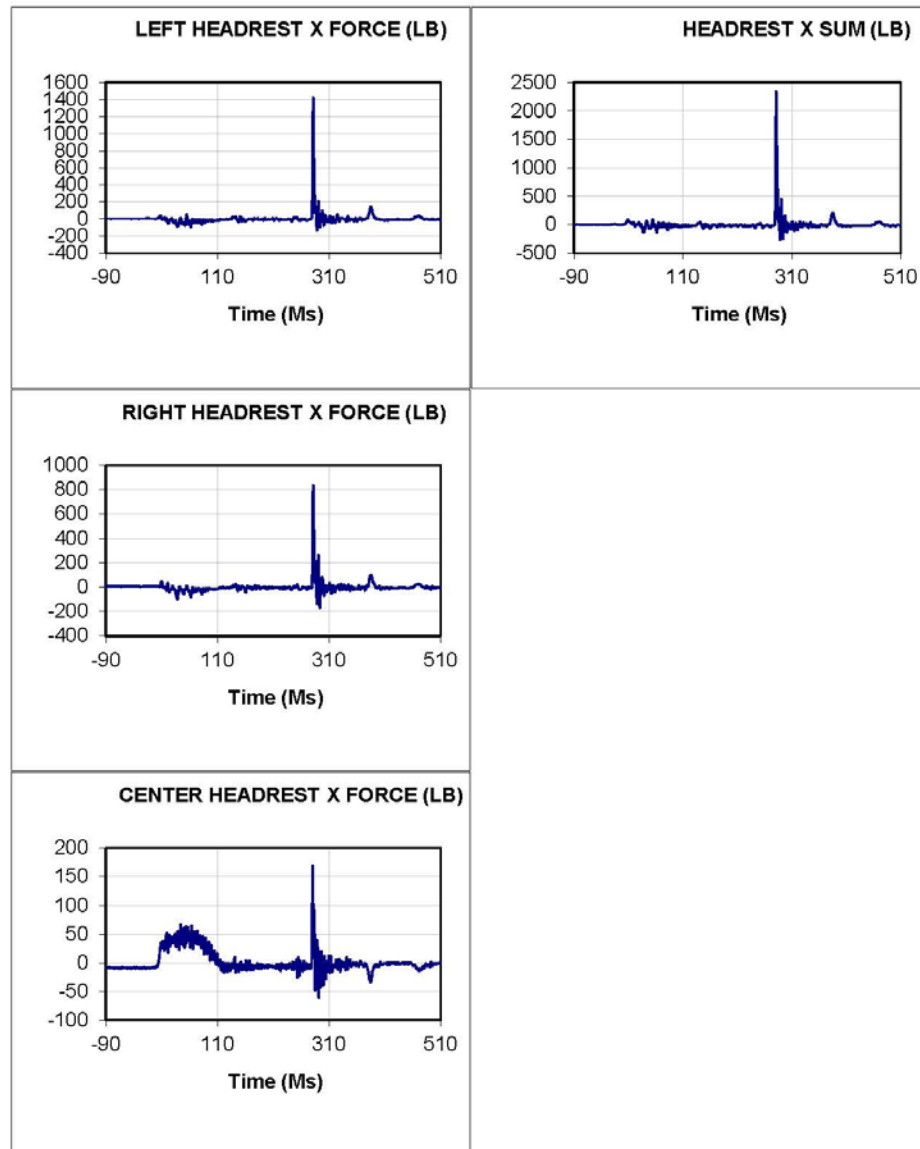 LEFT HEADREST X FORCE (LB)
1600
1400
1200
1000
800
600
400
200
0
-200
-400
-90 110 310 510
Time (Ms)
HEADREST X SUM (LB)
2500
2000
1500
1000
500
0
-500
-90 110 310 510
Time (Ms)
RIGHT HEADREST X FORCE (LB)
1000
800
600
400
200
0
-200
-400
-90 110 310 510
Time (Ms)
CENTER HEADREST X FORCE (LB)
200
150
100
50
0
-50
-100
-90 110 310 510
Time (Ms)